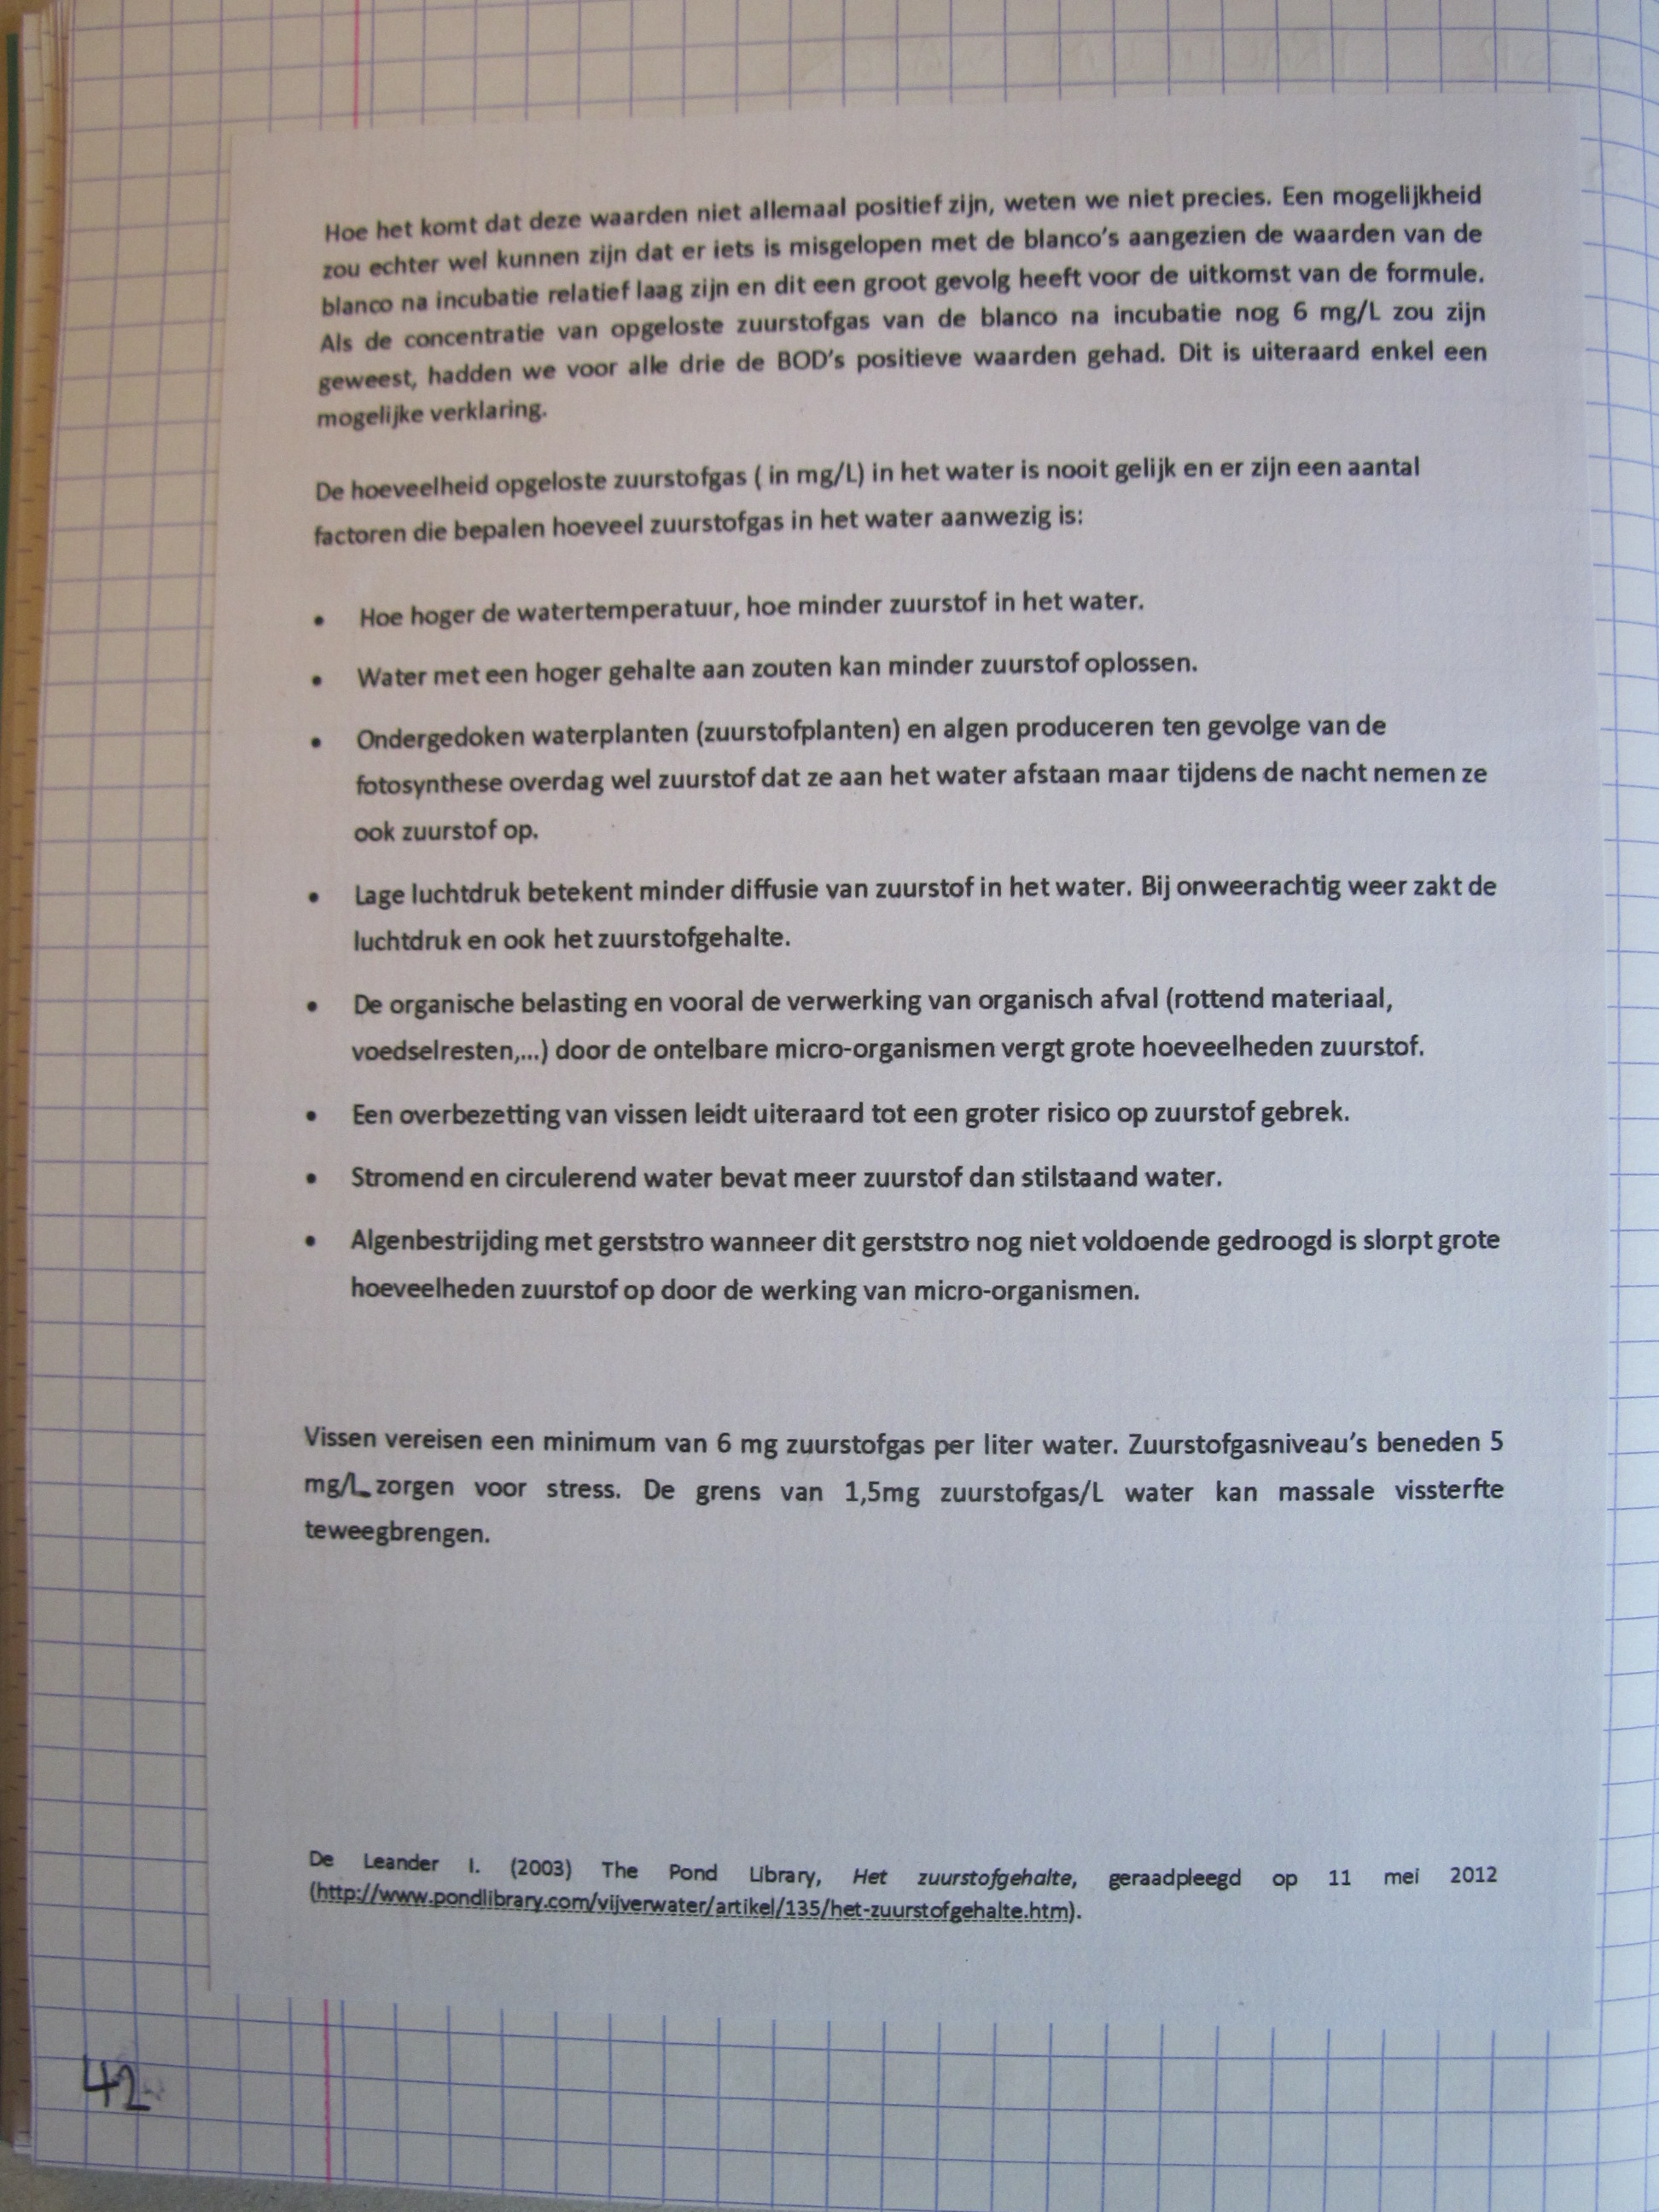 Hoe het komt dat deze waarden niet allemaal positief zijn, weten we niet precies. Een mogelijkheid
zou echter wel kunnen zijn dat er iets is misgelopen met de blanco's aangezien de waarden van de
blanco na incubatie relatief laag zijn en dit een groot gevolg heeft voor de uitkomst van de formule.
Als de concentratie van opgeloste zuurstofgas van de blanco na incubatie nog 6 mg/L zou zijn
geweest, hadden we voor alle drie de BOD's positieve waarden gehad. Dit is uiteraard enkel een
mogelijke verklaring.
De hoeveelheid opgeloste zuurstofgas ( in mg/L) in het water is nooit gelijk en er zijn een aantal
factoren die bepalen hoeveel zuurstofgas in het water aanwezig is:
• Hoe hoger de watertemperatuur, hoe minder zuurstof in het water.
• Water met een hoger gehalte aan zouten kan minder zuurstof oplossen.
• Ondergedoken waterplanten (zuurstofplanten) en algen produceren ten gevolge van de
fotosynthese overdag wel zuurstof dat ze aan het water afstaan maar tijdens de nacht nemen ze
ook zuurstof op.
• Lage luchtdruk betekent minder diffusie van zuurstof in het water. Bij onweerachtig weer zakt de
luchtdruk en ook het zuurstofgehalte.
• De organische belasting en vooral de verwerking van organisch afval (rottend materiaal,
voedselresten,...) door de ontelbare micro-organismen vergt grote hoeveelheden zuurstof.
• Een overbezetting van vissen leidt uiteraard tot een groter risico op zuurstof gebrek.
• Stromend en circulerend water bevat meer zuurstof dan stilstaand water.
• Algenbestrijding met gerststro wanneer dit gerststro nog niet voldoende gedroogd is slorpt grote
hoeveelheden zuurstof op door de werking van micro-organismen.
Vissen vereisen een minimum van 6 mg zuurstofgas per liter water. Zuurstofgasniveau's beneden 5
mg/L zorgen voor stress. De grens van 1,5mg zuurstofgas/L water kan massale vissterfte
teweegbrengen.
De Leander I. (2003) The Pond Library, Het zuurstofgehalte, geraadpleegd op 11 mei 2012
(http://www.pondlibrary.com/vijverwater/artikel/135/het-zuurstofgehalte.htm).
42